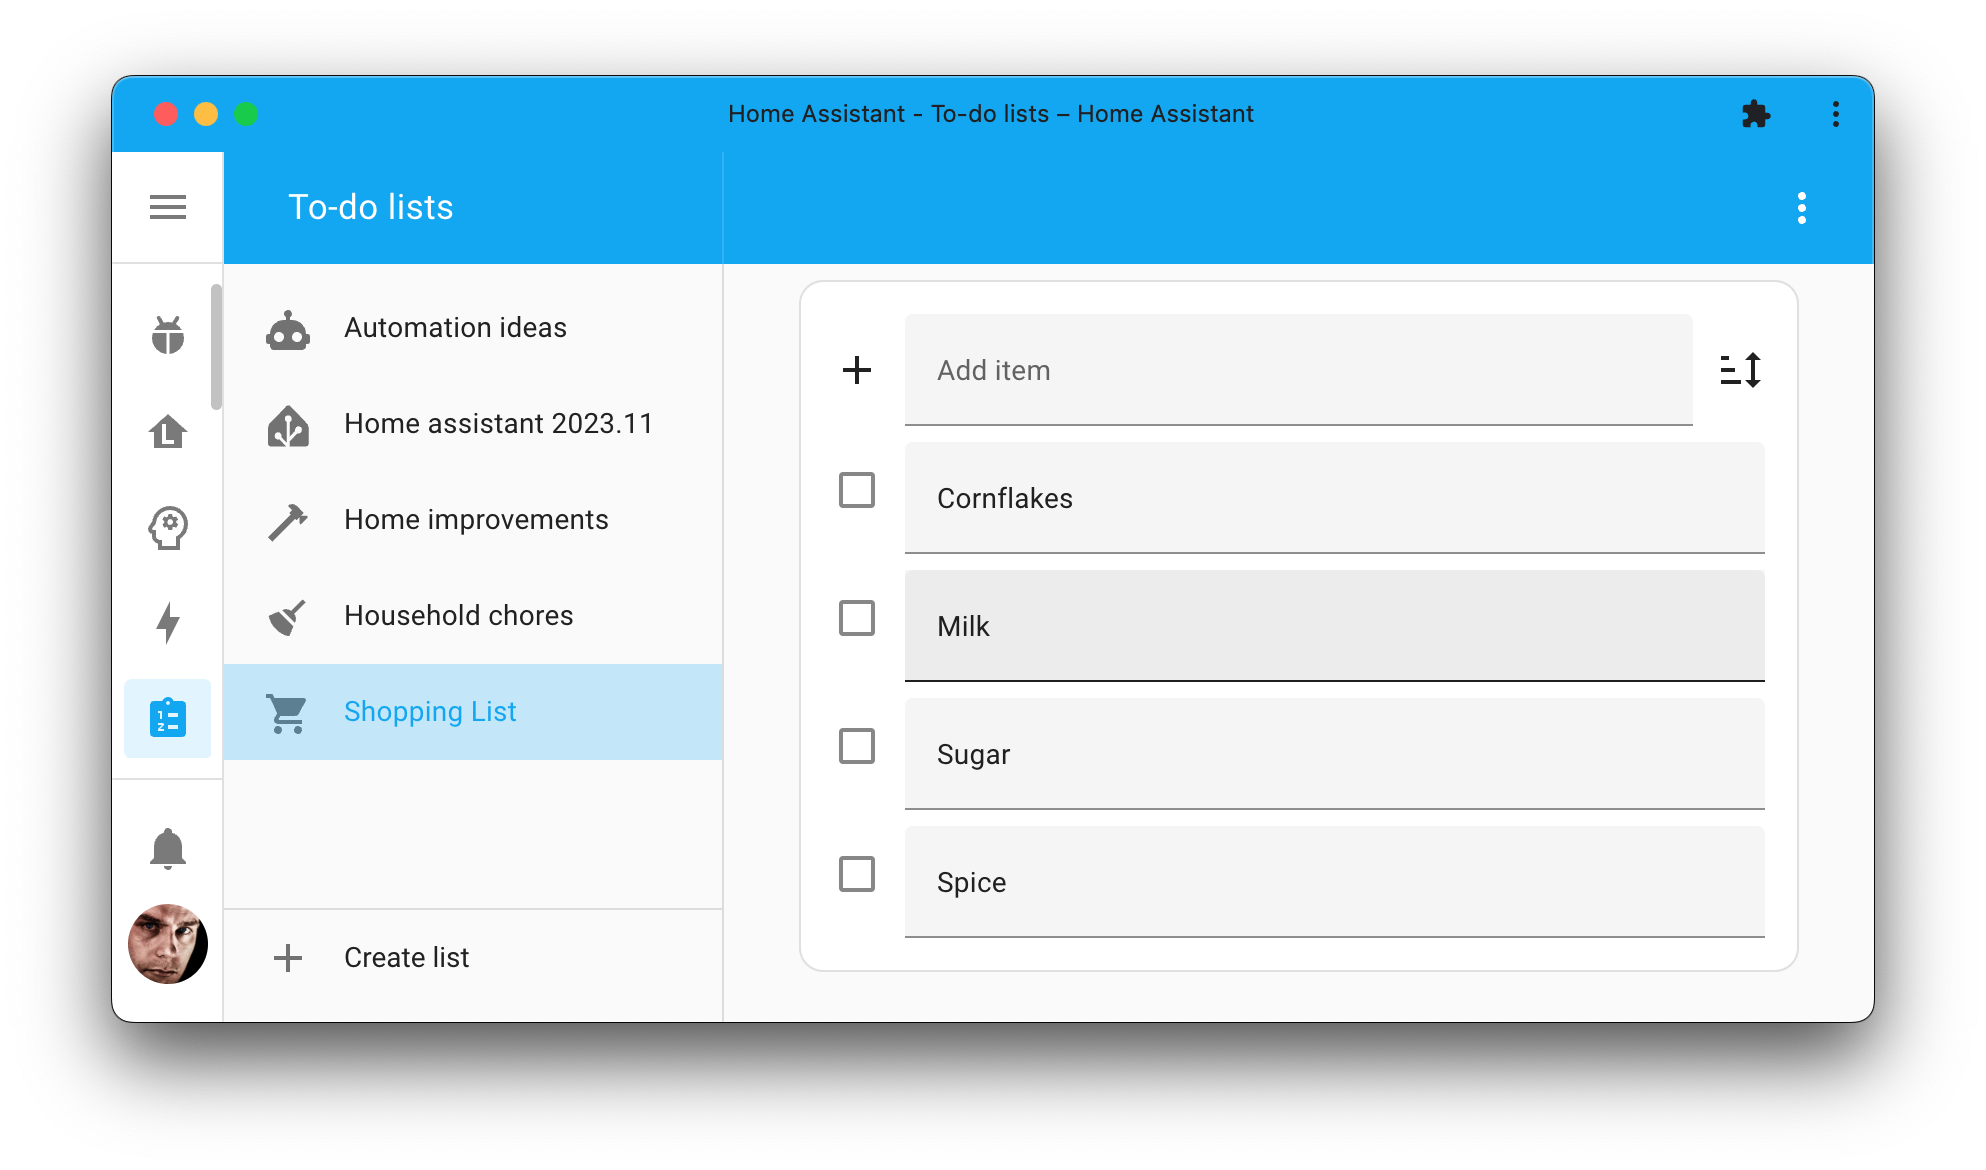 Home Assistant - To-do lists – Home Assistant
To-do lists
Automation ideas
Home assistant 2023.11
Home improvements
Household chores
Shopping List
Create list
Add item
Cornflakes
Milk
Sugar
Spice